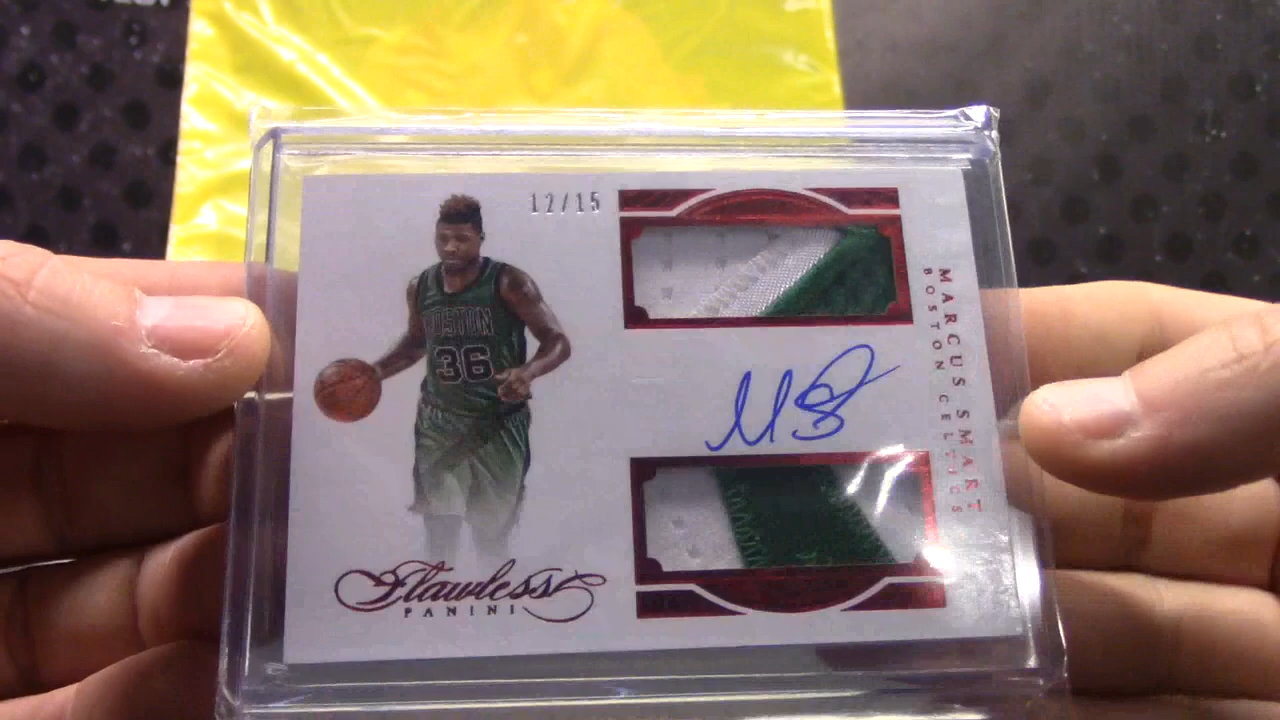 12/15
BOSTON
36
MARCUS SMART
BOSTON CELTICS
Flawless
PANINI